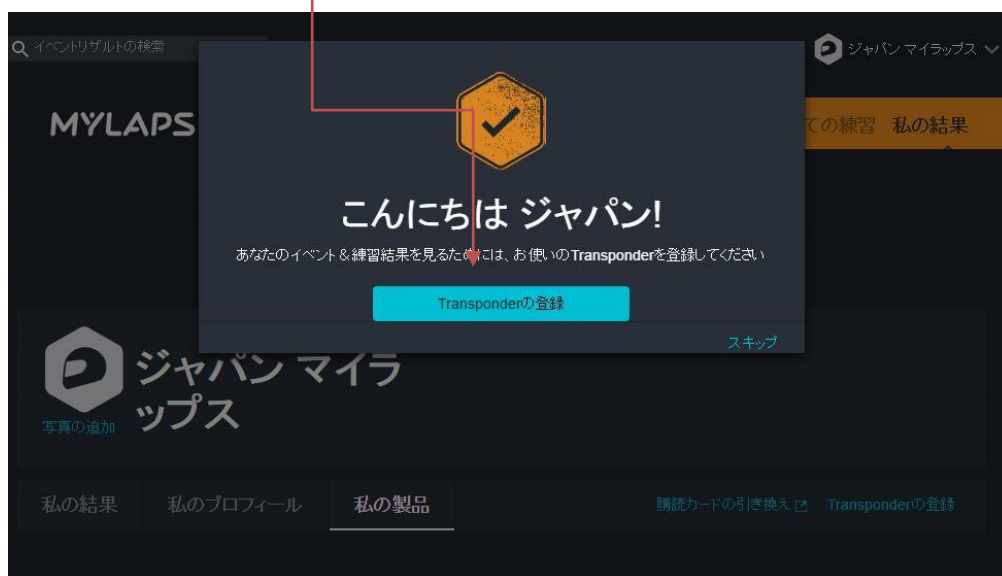 イベントリザルトの検索
ジャパン マイラップス
MYLAPS
ての練習 私の結果
こんにちは ジャパン!
あなたのイベント&練習結果を見るためには、お使いのTransponderを登録してください
Transponderの登録
スキップ
ジャパン マイラ
ップス
写真の追加
私の結果 私のプロフィール 私の製品 購読カードの引き換え Transponderの登録